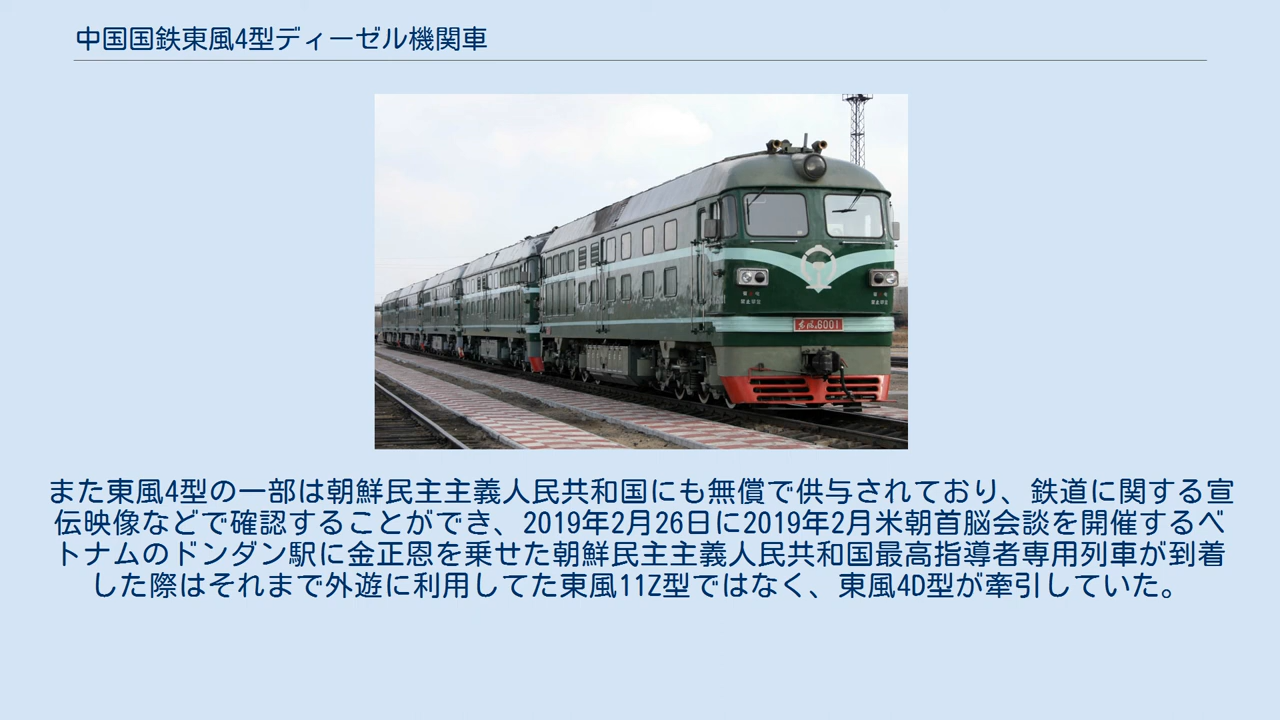 中国国鉄東風4型ディーゼル機関車
東风6001
また東風4型の一部は朝鮮民主主義人民共和国にも無償で供与されており、鉄道に関する宣
伝映像などで確認することができ、2019年2月26日に2019年2月米朝首脳会談を開催するベ
トナムのドンダン駅に金正恩を乗せた朝鮮民主主義人民共和国最高指導者専用列車が到着
した際はそれまで外遊に利用してた東風11Z型ではなく、東風4D型が牽引していた。